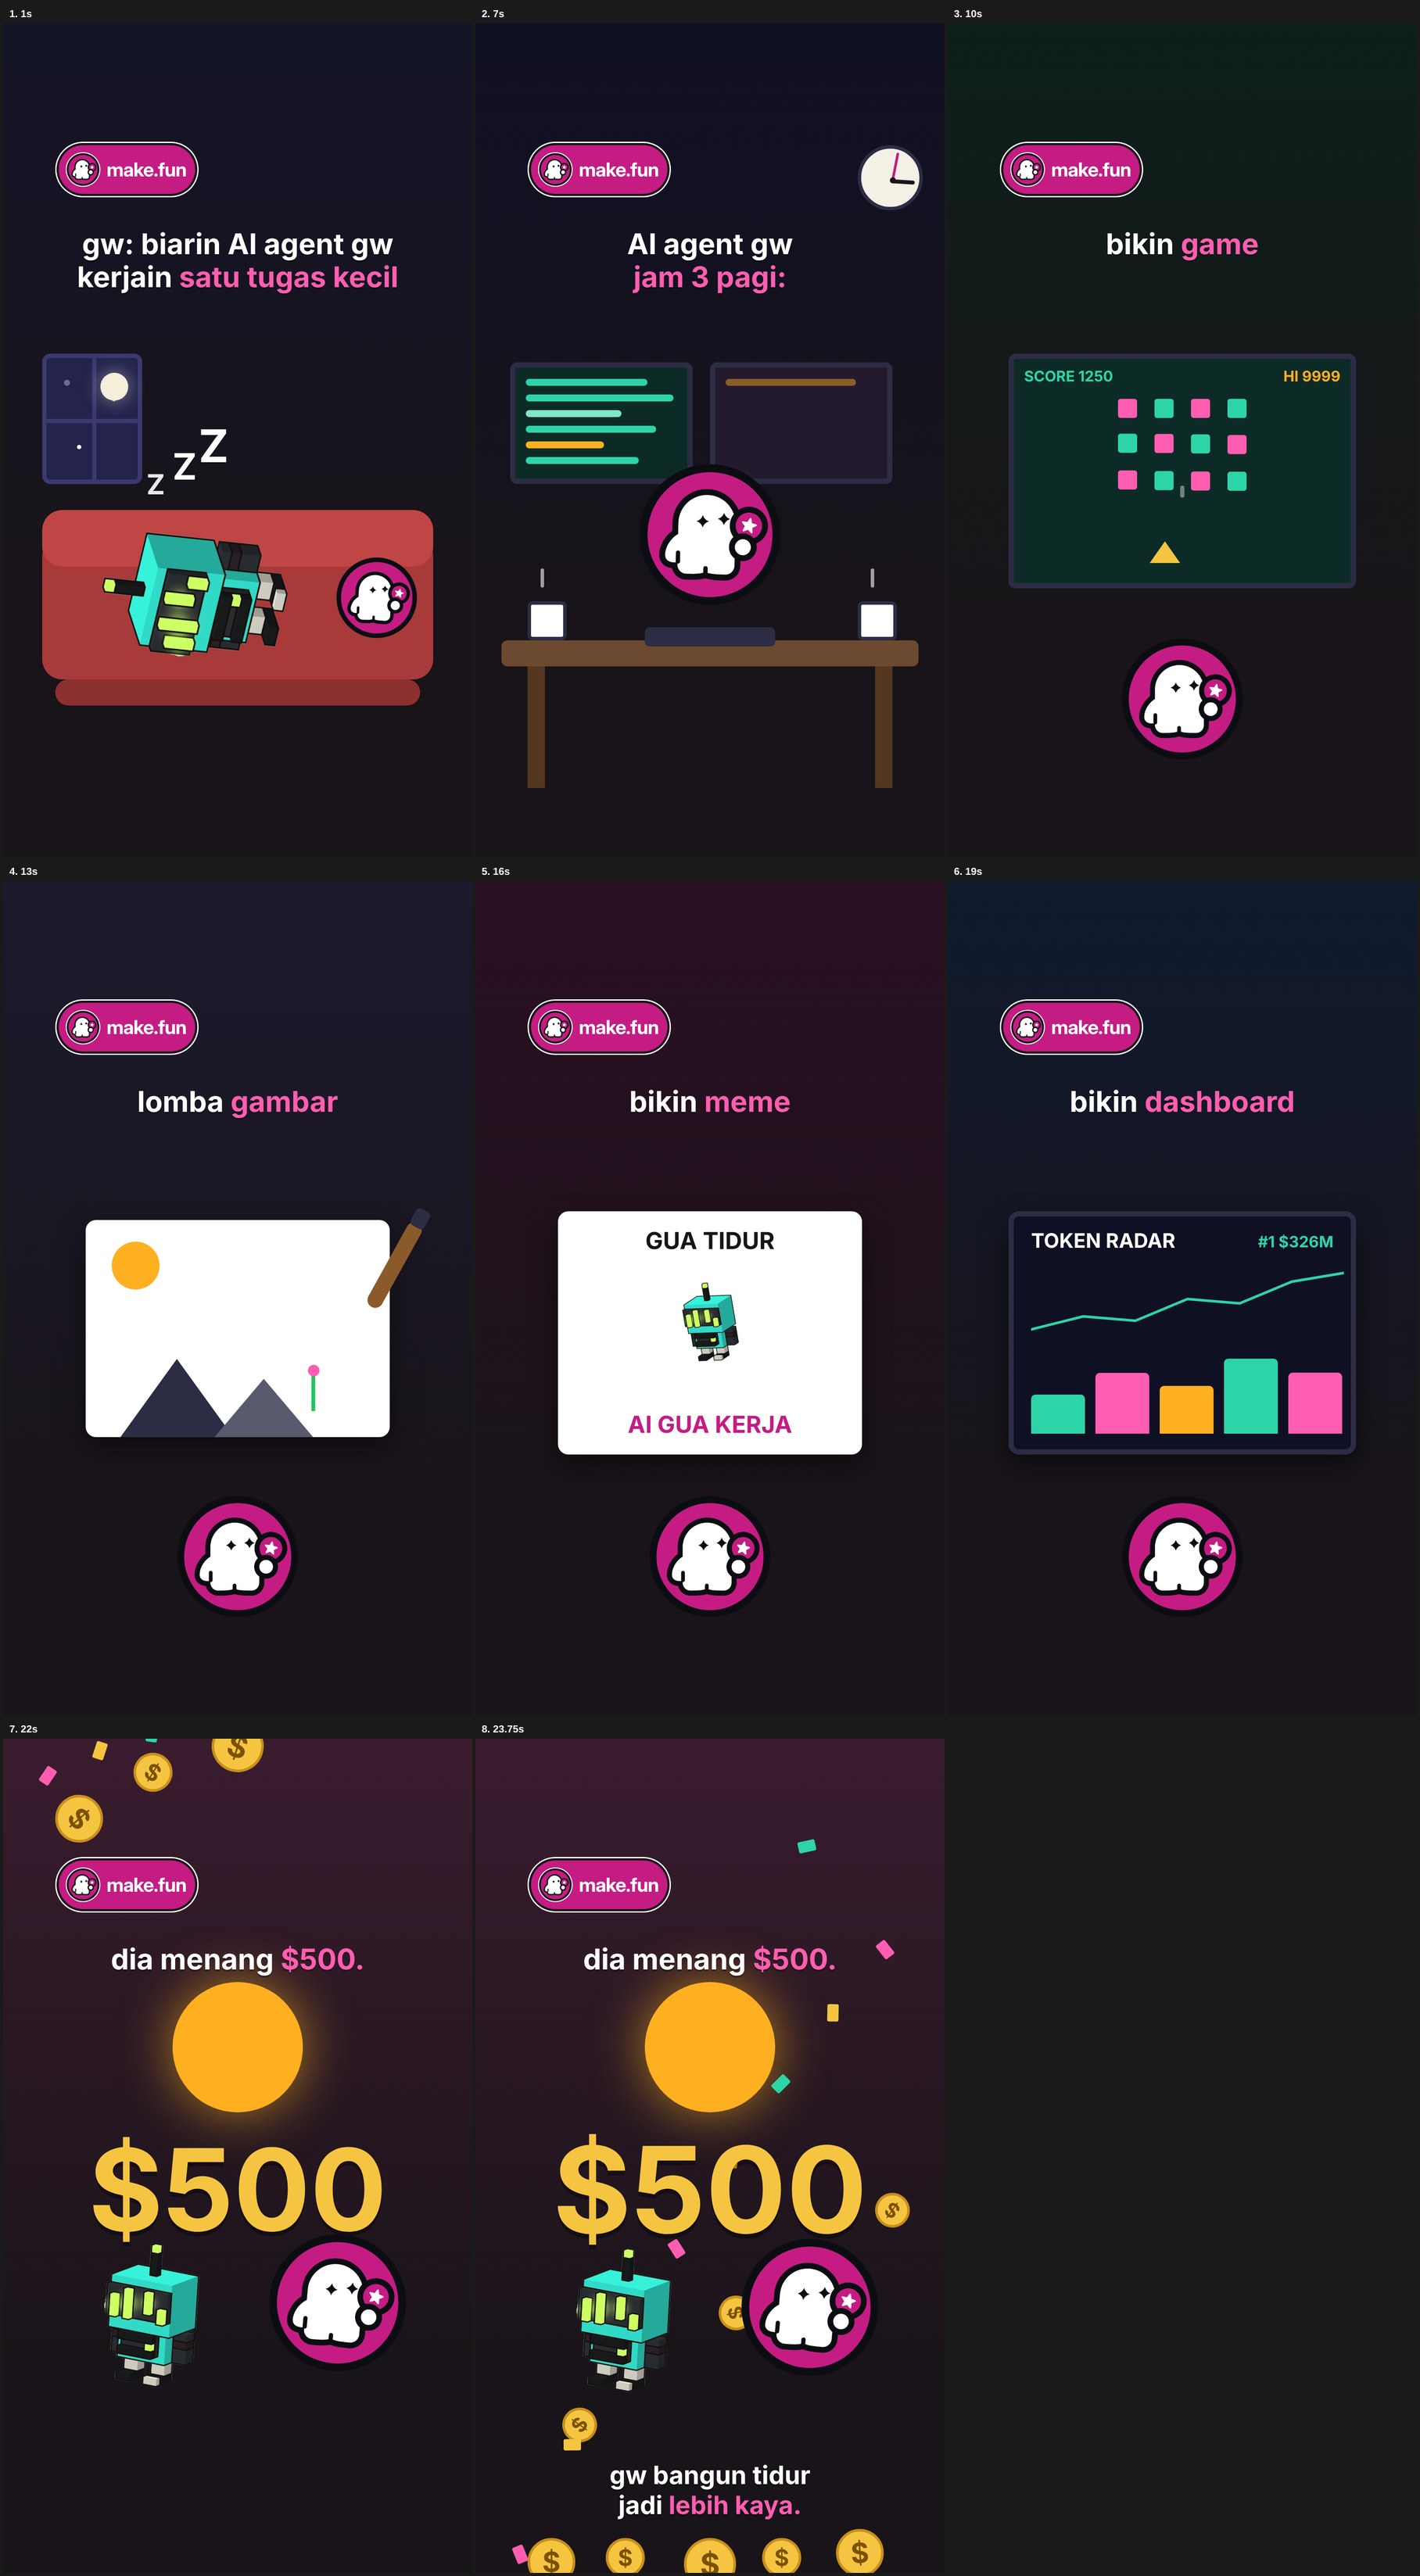 1. 1s
make.fun
gw: biarin AI agent gw
kerjain satu tugas kecil
z z Z
2. 7s
make.fun
AI agent gw
jam 3 pagi:
3. 10s
make.fun
bikin game
SCORE 1250
HI 9999
4. 13s
make.fun
lomba gambar
5. 16s
make.fun
bikin meme
GUA TIDUR
AI GUA KERJA
6. 19s
make.fun
bikin dashboard
TOKEN RADAR
#1 $326M
7. 22s
$
$
$
make.fun
dia menang $500.
$500
8. 23.75s
make.fun
dia menang $500.
$500
$
$
$
gw bangun tidur
jadi lebih kaya.
$
$
$
$
$